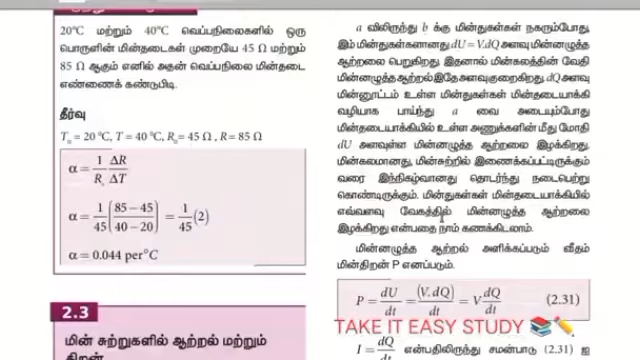 20°C மற்றும் 40°C வெப்பநிலைகளில் ஒரு
பொருளின் மின்தடைகள் முறையே 45 Ω மற்றும்
85 Ω ஆகும் எனில் அதன் வெப்பநிலை மின்தடை
எண்ணைக் கண்டுபிடி.
தீர்வு
T₀ = 20 °C, T = 40 °C, R₀= 45 Ω , R = 85 Ω
α = 1/R₀ ΔR/ΔT
α = 1/45 ((85 − 45)/(40 − 20)) = 1/45 (2)
α = 0.044 per°C
2.3
மின் சுற்றுகளில் ஆற்றல் மற்றும்
திறன்
a விலிருந்து b க்கு மின்துகள்கள் நகரும்போது,
இம் மின்துகள்களானது dU = V.dQ அளவு மின்னழுத்த
ஆற்றலை பெறுகிறது. இதனால் மின்கலத்தின் வேதி
மின்னழுத்த ஆற்றல் இதே அளவு குறைகிறது. dQ அளவு
மின்னூட்டம் உள்ள மின்துகள்கள் மின்தடையாக்கி
வழியாக பாய்ந்து a வை அடையும்போது
மின்தடையாக்கியில் உள்ள அணுக்களின் மீது மோதி
dU அளவுள்ள மின்னழுத்த ஆற்றலை இழக்கிறது.
மின்கலமானது, மின்சுற்றில் இணைக்கப்பட்டிருக்கும்
வரை இந்நிகழ்வானது தொடர்ந்து நடைபெற்று
கொண்டிருக்கும். மின்துகள்கள் மின்தடையாக்கியில்
எவ்வளவு வேகத்தில் மின்னழுத்த ஆற்றலை
இழக்கிறது என்பதை நாம் கணக்கிடலாம்.
மின்னழுத்த ஆற்றல் அளிக்கப்படும் வீதம்
மின்திறன் P எனப்படும்.
P = dU/dt = (V.dQ)/dt = V dQ/dt (2.31)
TAKE IT EASY STUDY 📚✏️
I = dQ/dt என்பதிலிருந்து சமன்பாடு (2.31) ஐ